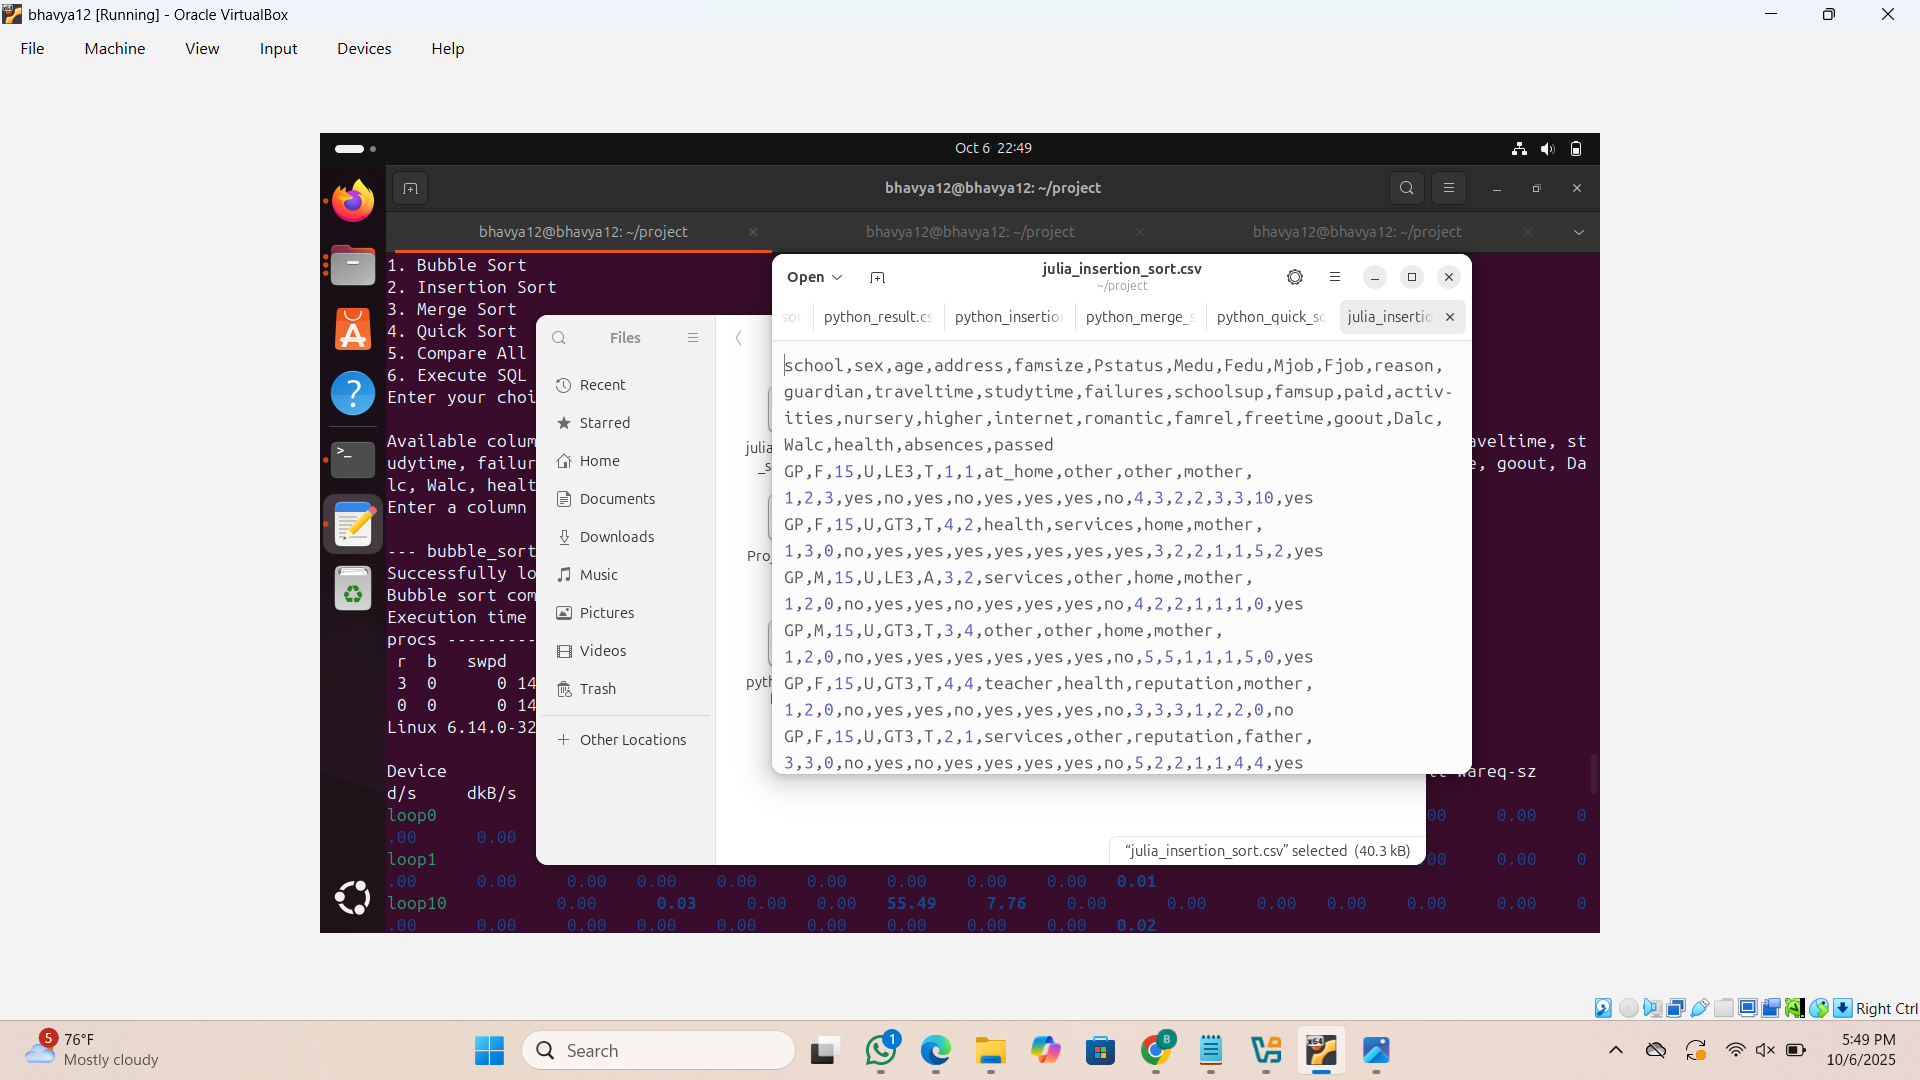 bhavya12 [Running] - Oracle VirtualBox
File Machine View Input Devices Help
Oct 6 22:49
bhavya12@bhavya12: ~/project
bhavya12@bhavya12: ~/project
bhavya12@bhavya12: ~/project
bhavya12@bhavya12: ~/project
1. Bubble Sort
2. Insertion Sort
3. Merge Sort
4. Quick Sort
5. Compare All
6. Execute SQL
Enter your choi
Available colum
aveltime, st
udytime, failur
, goout, Da
lc, Walc, healt
Enter a column
--- bubble_sort
Successfully lo
Bubble sort com
Execution time
procs ---------
r b swpd
3 0 0 14
0 0 0 14
Linux 6.14.0-32
Device
wareq-sz
d/s dkB/s
loop0
00 0.00 0
.00 0.00
loop1
00 0.00 0
.00 0.00 0.00 0.00 0.00 0.00 0.00 0.00 0.00 0.01
loop10 0.00 0.03 0.00 0.00 55.49 7.76 0.00 0.00 0.00 0.00 0.00 0.00 0
.00 0.00 0.00 0.00 0.00 0.00 0.00 0.00 0.00 0.02
Files
Recent
Starred
Home
Documents
Downloads
Music
Pictures
Videos
Trash
Other Locations
julia
_s
Pro
pyth
"julia_insertion_sort.csv" selected (40.3 kB)
Open
julia_insertion_sort.csv
~/project
sor
python_result.cs
python_insertion
python_merge_s
python_quick_so
julia_insertio
school,sex,age,address,famsize,Pstatus,Medu,Fedu,Mjob,Fjob,reason,
guardian,traveltime,studytime,failures,schoolsup,famsup,paid,activ-
ities,nursery,higher,internet,romantic,famrel,freetime,goout,Dalc,
Walc,health,absences,passed
GP,F,15,U,LE3,T,1,1,at_home,other,other,mother,
1,2,3,yes,no,yes,no,yes,yes,yes,no,4,3,2,2,3,3,10,yes
GP,F,15,U,GT3,T,4,2,health,services,home,mother,
1,3,0,no,yes,yes,yes,yes,yes,yes,yes,3,2,2,1,1,5,2,yes
GP,M,15,U,LE3,A,3,2,services,other,home,mother,
1,2,0,no,yes,yes,no,yes,yes,yes,no,4,2,2,1,1,1,0,yes
GP,M,15,U,GT3,T,3,4,other,other,home,mother,
1,2,0,no,yes,yes,yes,yes,yes,yes,no,5,5,1,1,1,5,0,yes
GP,F,15,U,GT3,T,4,4,teacher,health,reputation,mother,
1,2,0,no,yes,yes,no,yes,yes,yes,no,3,3,3,1,2,2,0,no
GP,F,15,U,GT3,T,2,1,services,other,reputation,father,
3,3,0,no,yes,no,yes,yes,yes,yes,no,5,2,2,1,1,4,4,yes
Right Ctrl
5
76°F
Mostly cloudy
Search
1
B
x64
5:49 PM
10/6/2025